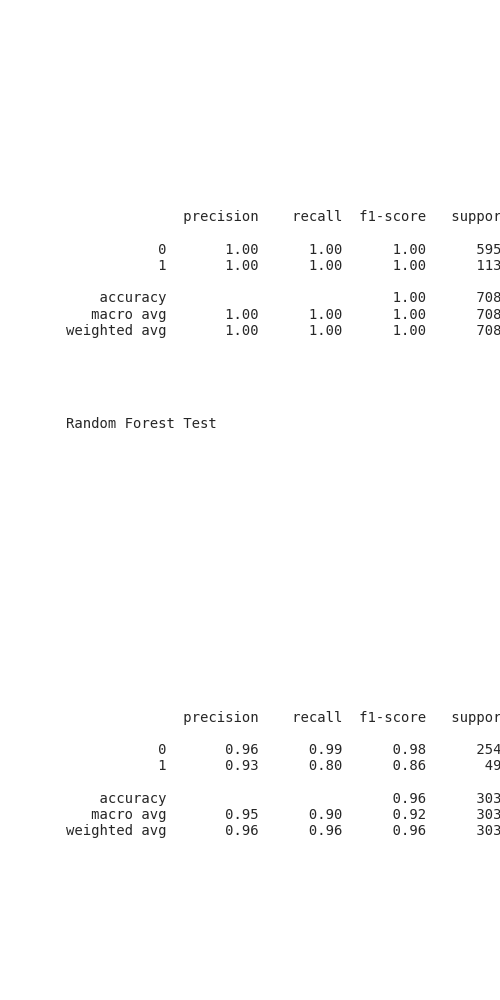 precision recall f1-score suppor
0 1.00 1.00 1.00 595
1 1.00 1.00 1.00 113
accuracy 1.00 708
macro avg 1.00 1.00 1.00 708
weighted avg 1.00 1.00 1.00 708
Random Forest Test
precision recall f1-score suppor
0 0.96 0.99 0.98 254
1 0.93 0.80 0.86 49
accuracy 0.96 303
macro avg 0.95 0.90 0.92 303
weighted avg 0.96 0.96 0.96 303